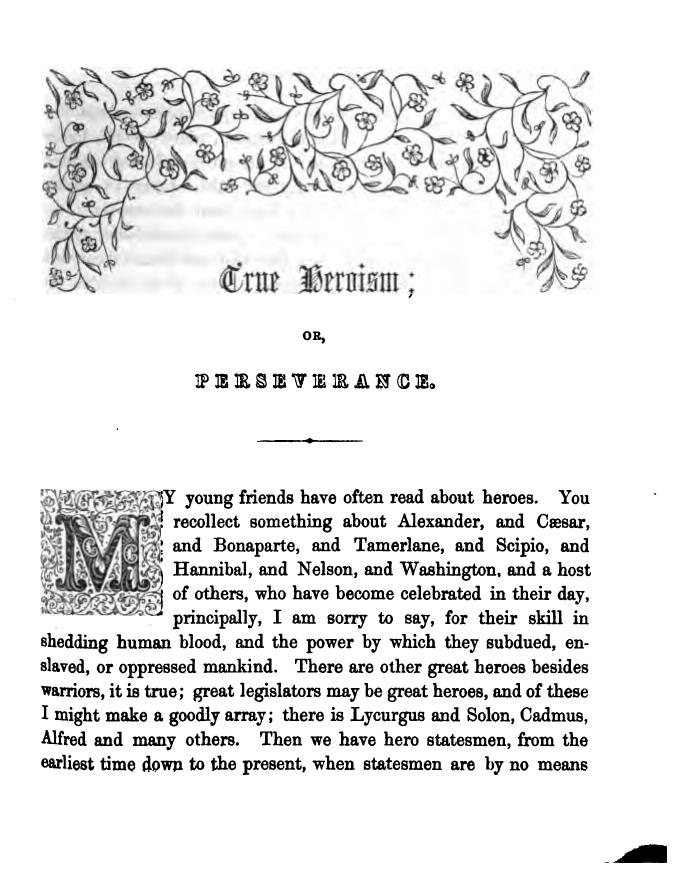 True Heroism;
OR,
PERSEVERANCE.
MY young friends have often read about heroes. You
recollect something about Alexander, and Cæsar,
and Bonaparte, and Tamerlane, and Scipio, and
Hannibal, and Nelson, and Washington, and a host
of others, who have become celebrated in their day,
principally, I am sorry to say, for their skill in
shedding human blood, and the power by which they subdued, en-
slaved, or oppressed mankind. There are other great heroes besides
warriors, it is true; great legislators may be great heroes, and of these
I might make a goodly array; there is Lycurgus and Solon, Cadmus,
Alfred and many others. Then we have hero statesmen, from the
earliest time down to the present, when statesmen are by no means